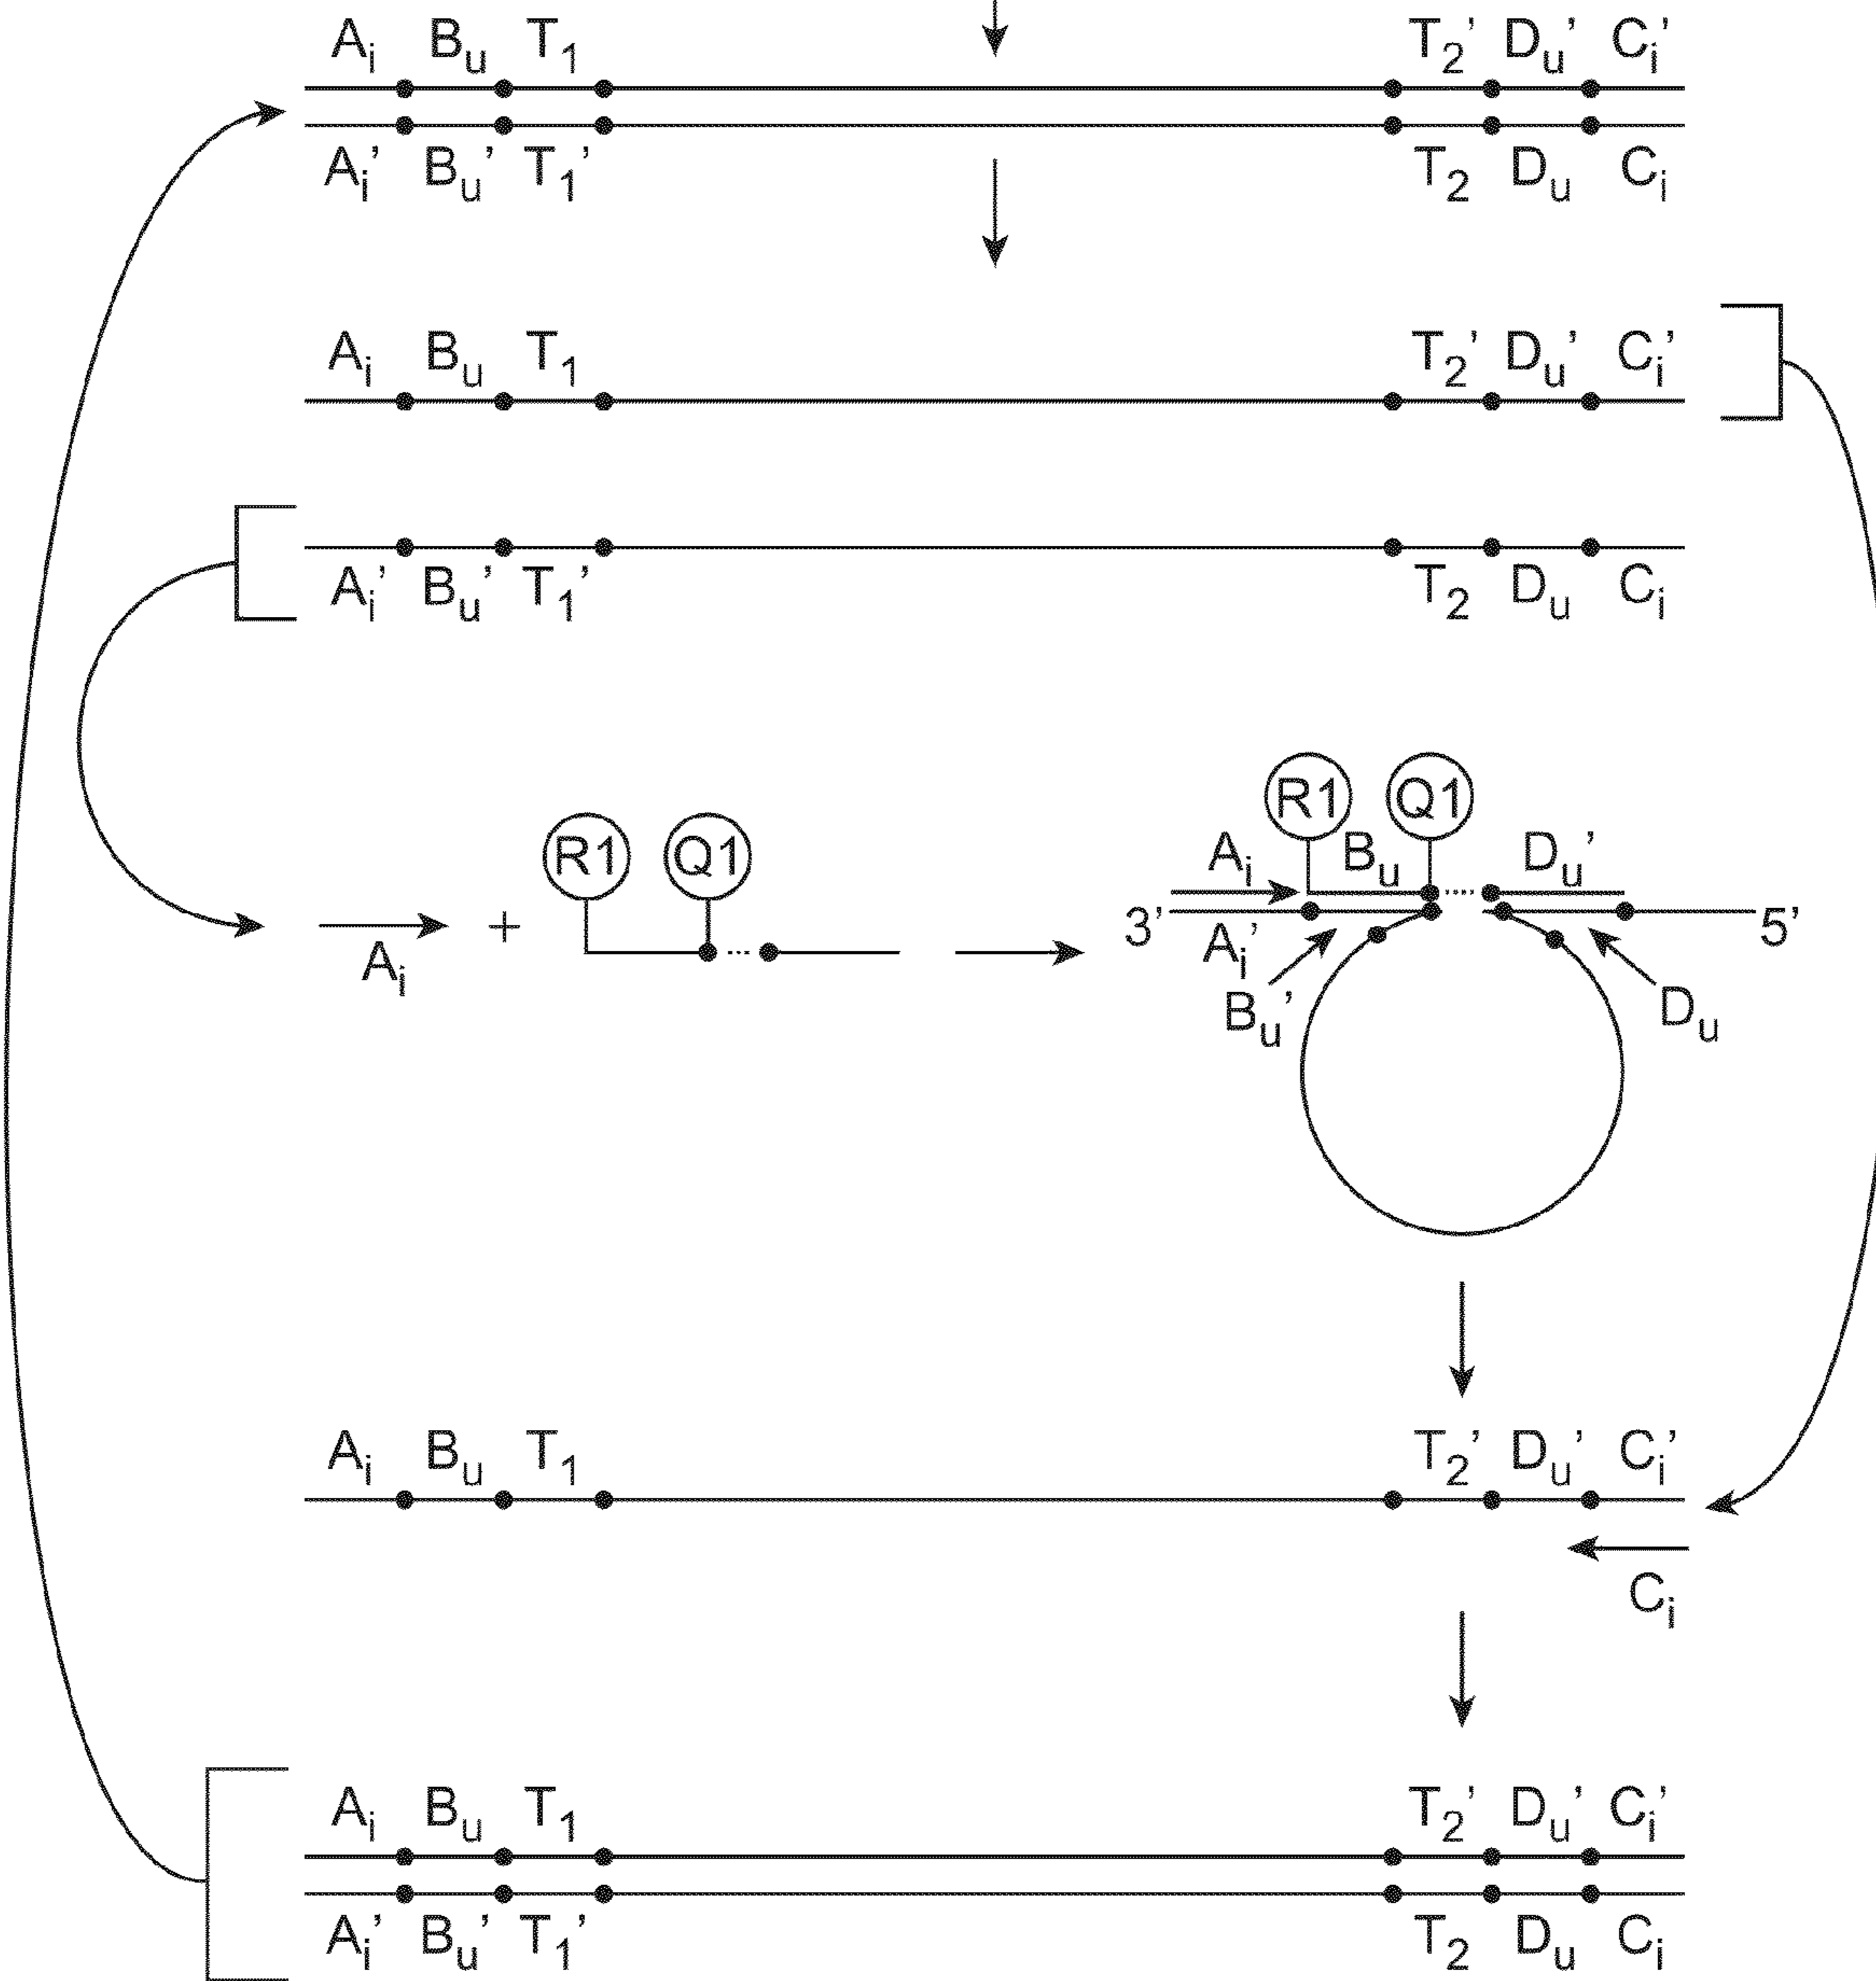 Aᵢ Bᵤ T₁ T₂' Dᵤ' Cᵢ'
Aᵢ' Bᵤ' T₁' T₂ Dᵤ Cᵢ
Aᵢ Bᵤ T₁ T₂' Dᵤ' Cᵢ'
Aᵢ' Bᵤ' T₁' T₂ Dᵤ Cᵢ
R1 Q1
Aᵢ +
R1 Q1
Aᵢ Bᵤ Dᵤ'
3' 5'
Aᵢ'
Bᵤ' Dᵤ
Aᵢ Bᵤ T₁ T₂' Dᵤ' Cᵢ'
Cᵢ
Aᵢ Bᵤ T₁ T₂' Dᵤ' Cᵢ'
Aᵢ' Bᵤ' T₁' T₂ Dᵤ Cᵢ